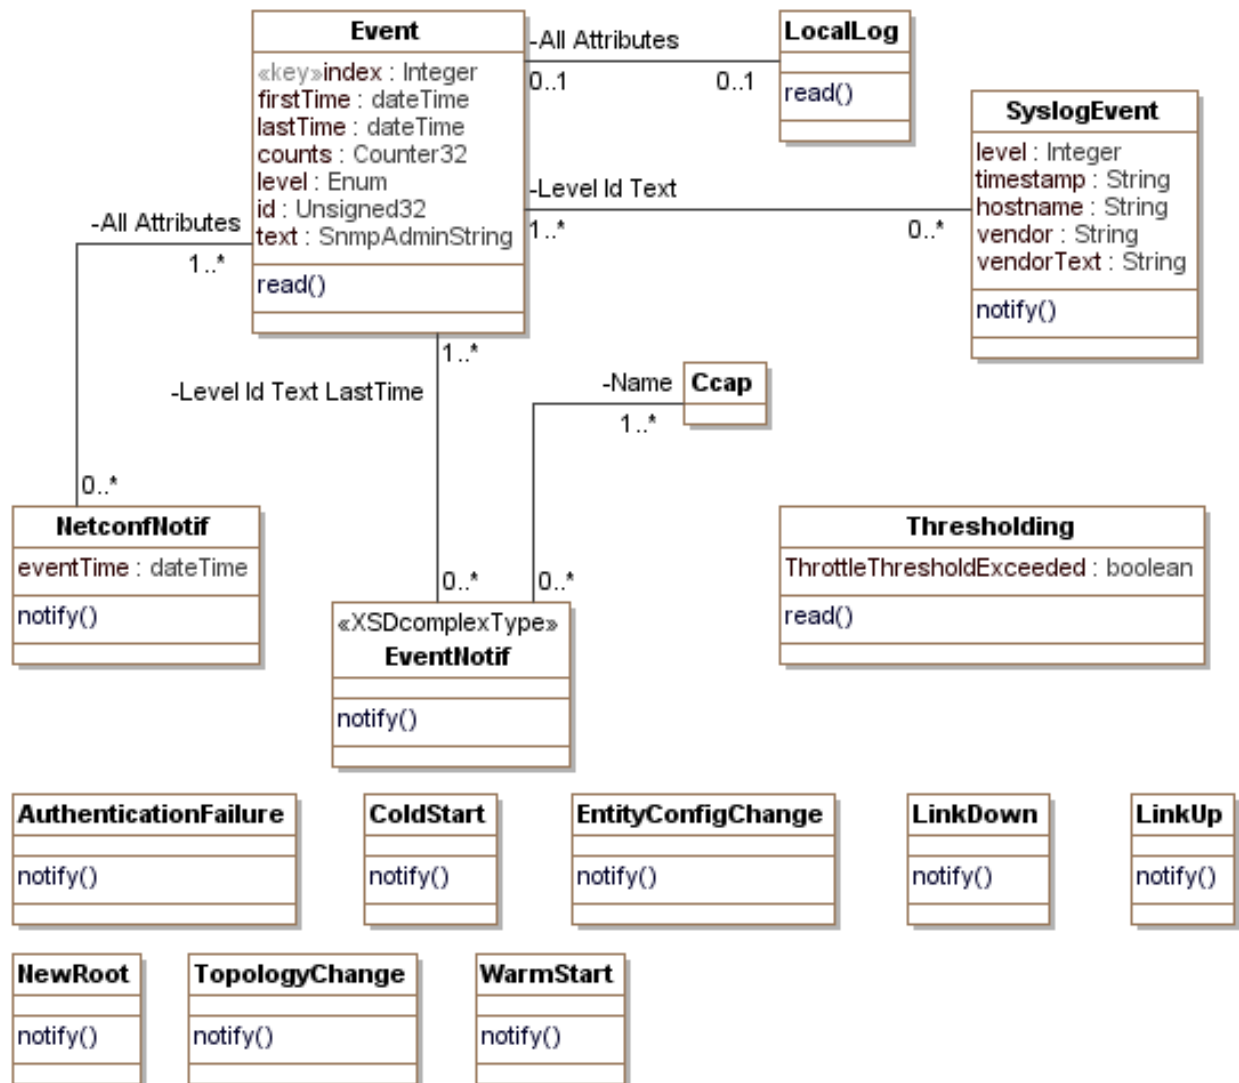 Event
«key»index : Integer
firstTime : dateTime
lastTime : dateTime
counts : Counter32
level : Enum
id : Unsigned32
text : SnmpAdminString
read()
-All Attributes
0..1
0..1
LocalLog
read()
SyslogEvent
level : Integer
timestamp : String
hostname : String
vendor : String
vendorText : String
notify()
-Level Id Text
1..*
0..*
-All Attributes
1..*
0..*
1..*
-Level Id Text LastTime
0..*
-Name
1..*
0..*
Ccap
NetconfNotif
eventTime : dateTime
notify()
«XSDcomplexType»
EventNotif
notify()
Thresholding
ThrottleThresholdExceeded : boolean
read()
AuthenticationFailure
notify()
ColdStart
notify()
EntityConfigChange
notify()
LinkDown
notify()
LinkUp
notify()
NewRoot
notify()
TopologyChange
notify()
WarmStart
notify()